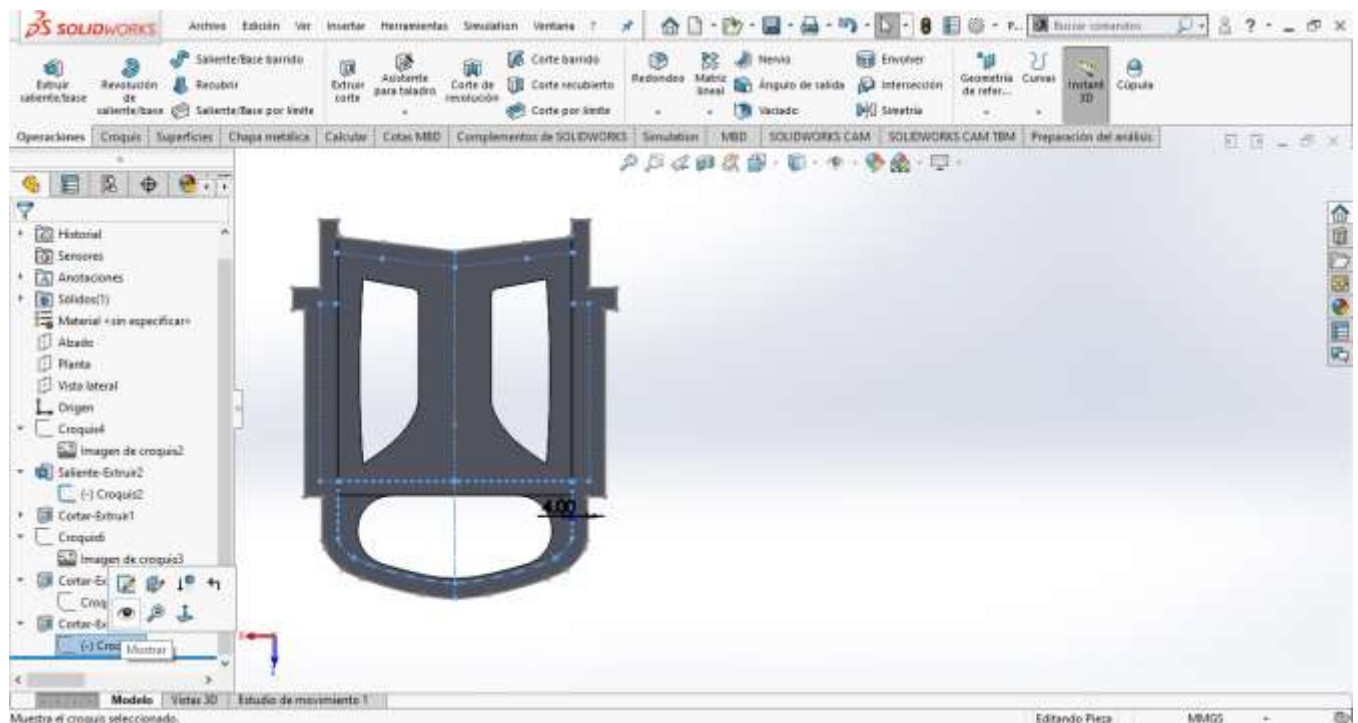 SOLIDWORKS Archivo Edición Ver Insertar Herramientas Simulation Ventana ? P... Buscar comandos ?
Extruir saliente/base
Revolución de saliente/base
Saliente/Base barrido
Recubrir
Saliente/Base por límite
Extruir corte
Asistente para taladro
Corte de revolución
Corte barrido
Corte recubierto
Corte por límite
Redondeo
Matriz lineal
Nervio
Ángulo de salida
Vaciado
Envolver
Intersección
Simetría
Geometría de refer...
Curvas
Instant 3D
Cúpula
Operaciones Croquis Superficies Chapa metálica Calcular Cotas MBD Complementos de SOLIDWORKS Simulation MBD SOLIDWORKS CAM SOLIDWORKS CAM TBM Preparación del análisis
Historial
Sensores
Anotaciones
Sólidos(1)
Material <sin especificar>
Alzado
Planta
Vista lateral
Origen
Croquis4
Imagen de croquis2
Saliente-Extruir2
(-) Croquis2
Cortar-Extruir1
Croquis6
Imagen de croquis3
Cortar-Ex
Croq
Cortar-Ex
(-) Croq
Mostrar
4.00
Modelo Vistas 3D Estudio de movimiento 1
Muestra el croquis seleccionado. Editando Pieza MMGS